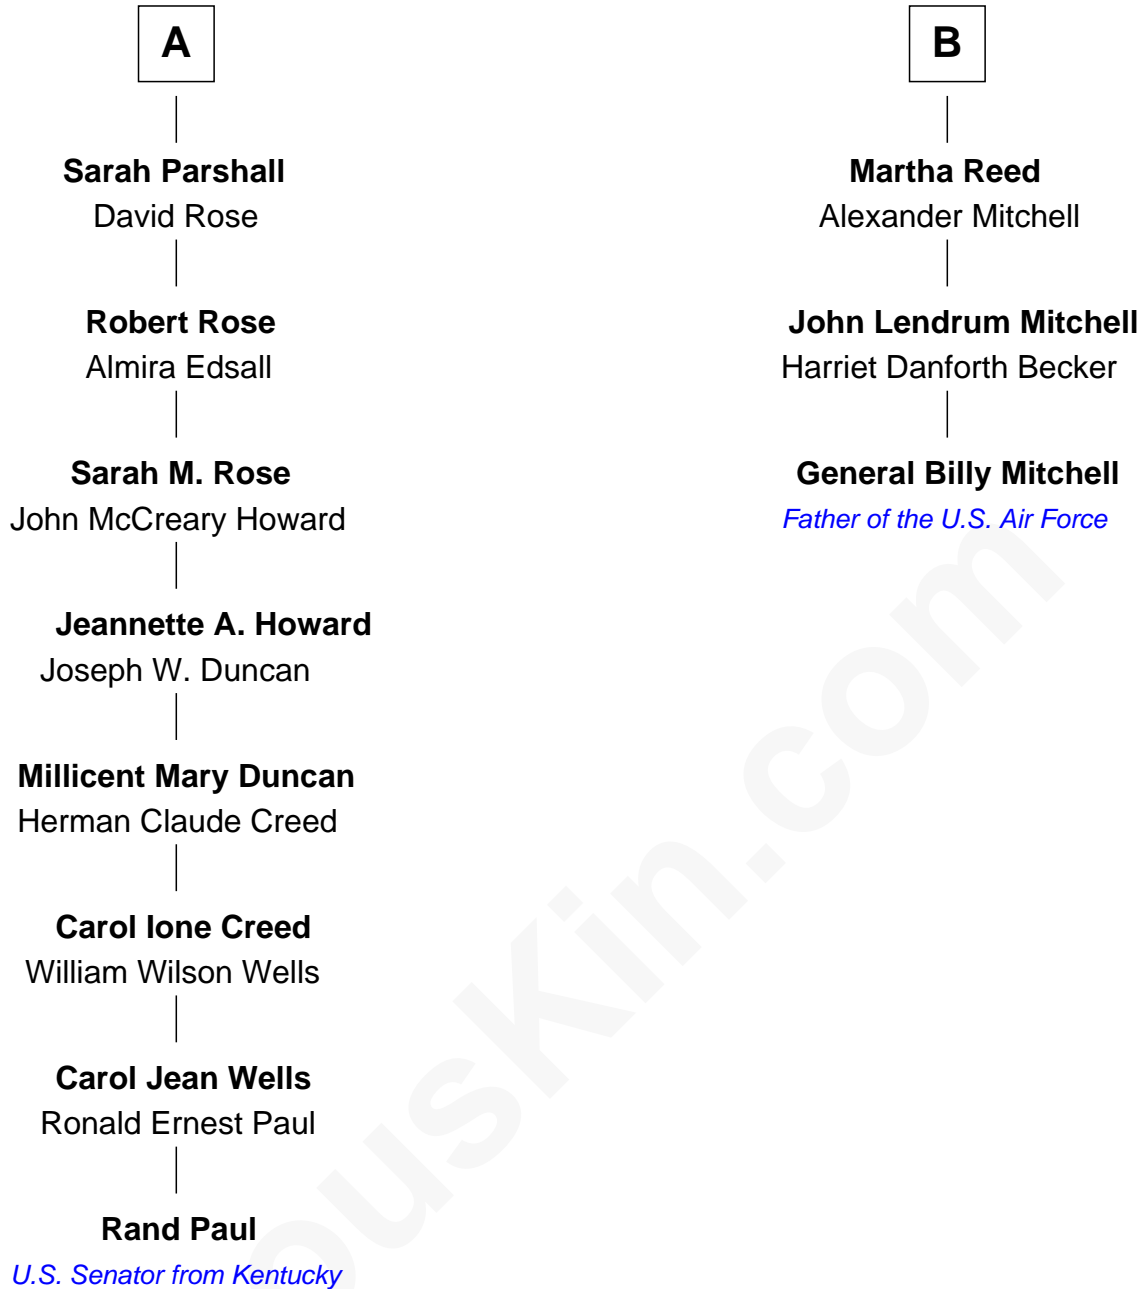 A
Sarah Parshall
David Rose
Robert Rose
Almira Edsall
Sarah M. Rose
John McCreary Howard
Jeannette A. Howard
Joseph W. Duncan
Millicent Mary Duncan
Herman Claude Creed
Carol Ione Creed
William Wilson Wells
Carol Jean Wells
Ronald Ernest Paul
Rand Paul
U.S. Senator from Kentucky
B
Martha Reed
Alexander Mitchell
John Lendrum Mitchell
Harriet Danforth Becker
General Billy Mitchell
Father of the U.S. Air Force
ousKin.com